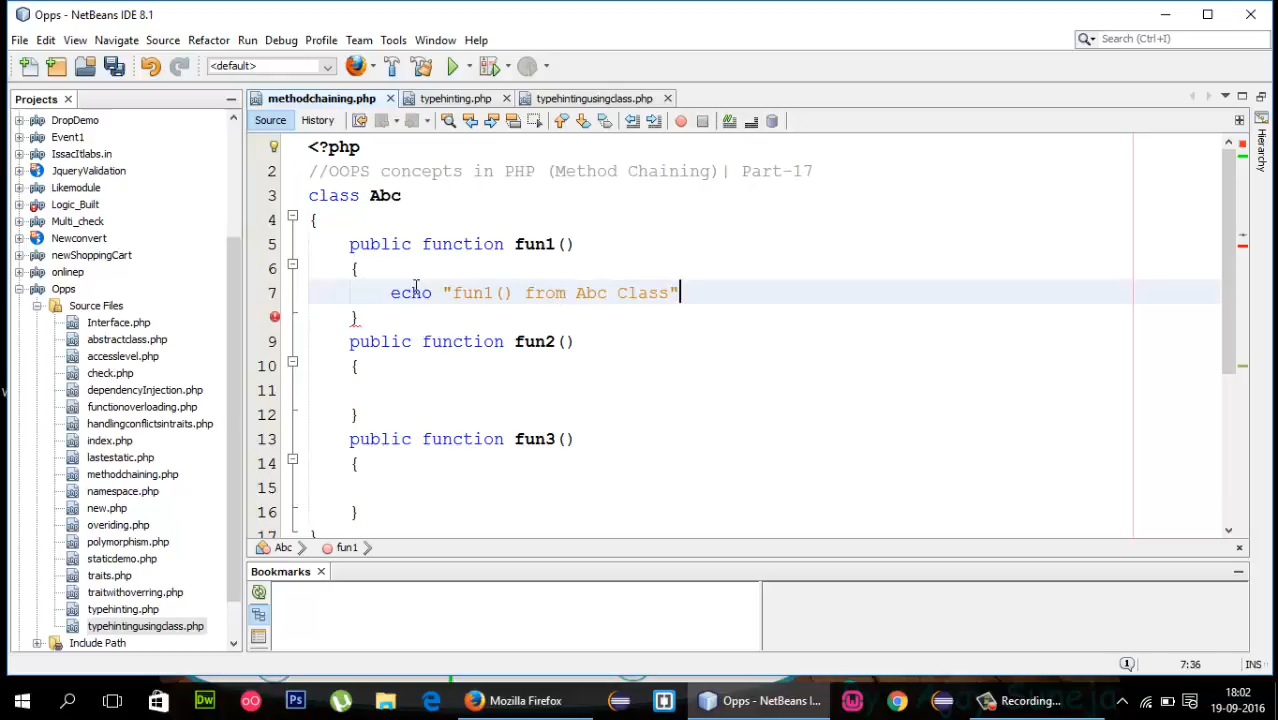 Opps - NetBeans IDE 8.1
File Edit View Navigate Source Refactor Run Debug Profile Team Tools Window Help
Search (Ctrl+I)
<default>
Projects
methodchaining.php
typehinting.php
typehintingusingclass.php
Source History
DropDemo
Event1
IssacItlabs.in
JqueryValidation
Likemodule
Logic_Built
Multi_check
Newconvert
newShoppingCart
onlinep
Opps
Source Files
Interface.php
abstractclass.php
accesslevel.php
check.php
dependencyInjection.php
functionoverloading.php
handlingconflictsintraits.php
index.php
lastestatic.php
methodchaining.php
namespace.php
new.php
overiding.php
polymorphism.php
staticdemo.php
traits.php
traitwithoverring.php
typehinting.php
typehintingusingclass.php
Include Path
<?php
2 //OOPS concepts in PHP (Method Chaining)| Part-17
3 class Abc
4 {
5 public function fun1()
6 {
7 echo "fun1() from Abc Class"
}
9 public function fun2()
10 {
11
12 }
13 public function fun3()
14 {
15
16 }
17 }
Abc fun1
Hierarchy
Bookmarks
1 7:36 INS
Mozilla Firefox
Opps - NetBeans I...
Recording...
18:02
19-09-2016